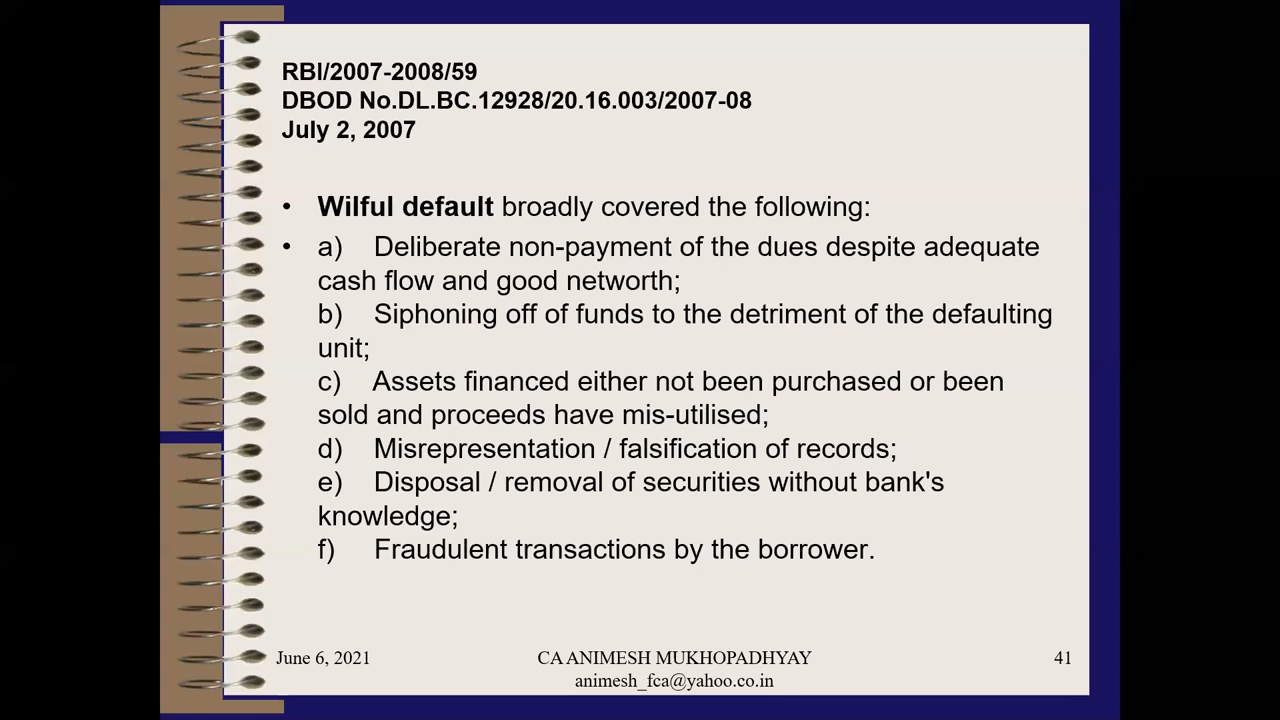 RBI/2007-2008/59
DBOD No.DL.BC.12928/20.16.003/2007-08
July 2, 2007
• Wilful default broadly covered the following:
• a) Deliberate non-payment of the dues despite adequate
cash flow and good networth;
b) Siphoning off of funds to the detriment of the defaulting
unit;
c) Assets financed either not been purchased or been
sold and proceeds have mis-utilised;
d) Misrepresentation / falsification of records;
e) Disposal / removal of securities without bank's
knowledge;
f) Fraudulent transactions by the borrower.
June 6, 2021
CA ANIMESH MUKHOPADHYAY
animesh_fca@yahoo.co.in
41